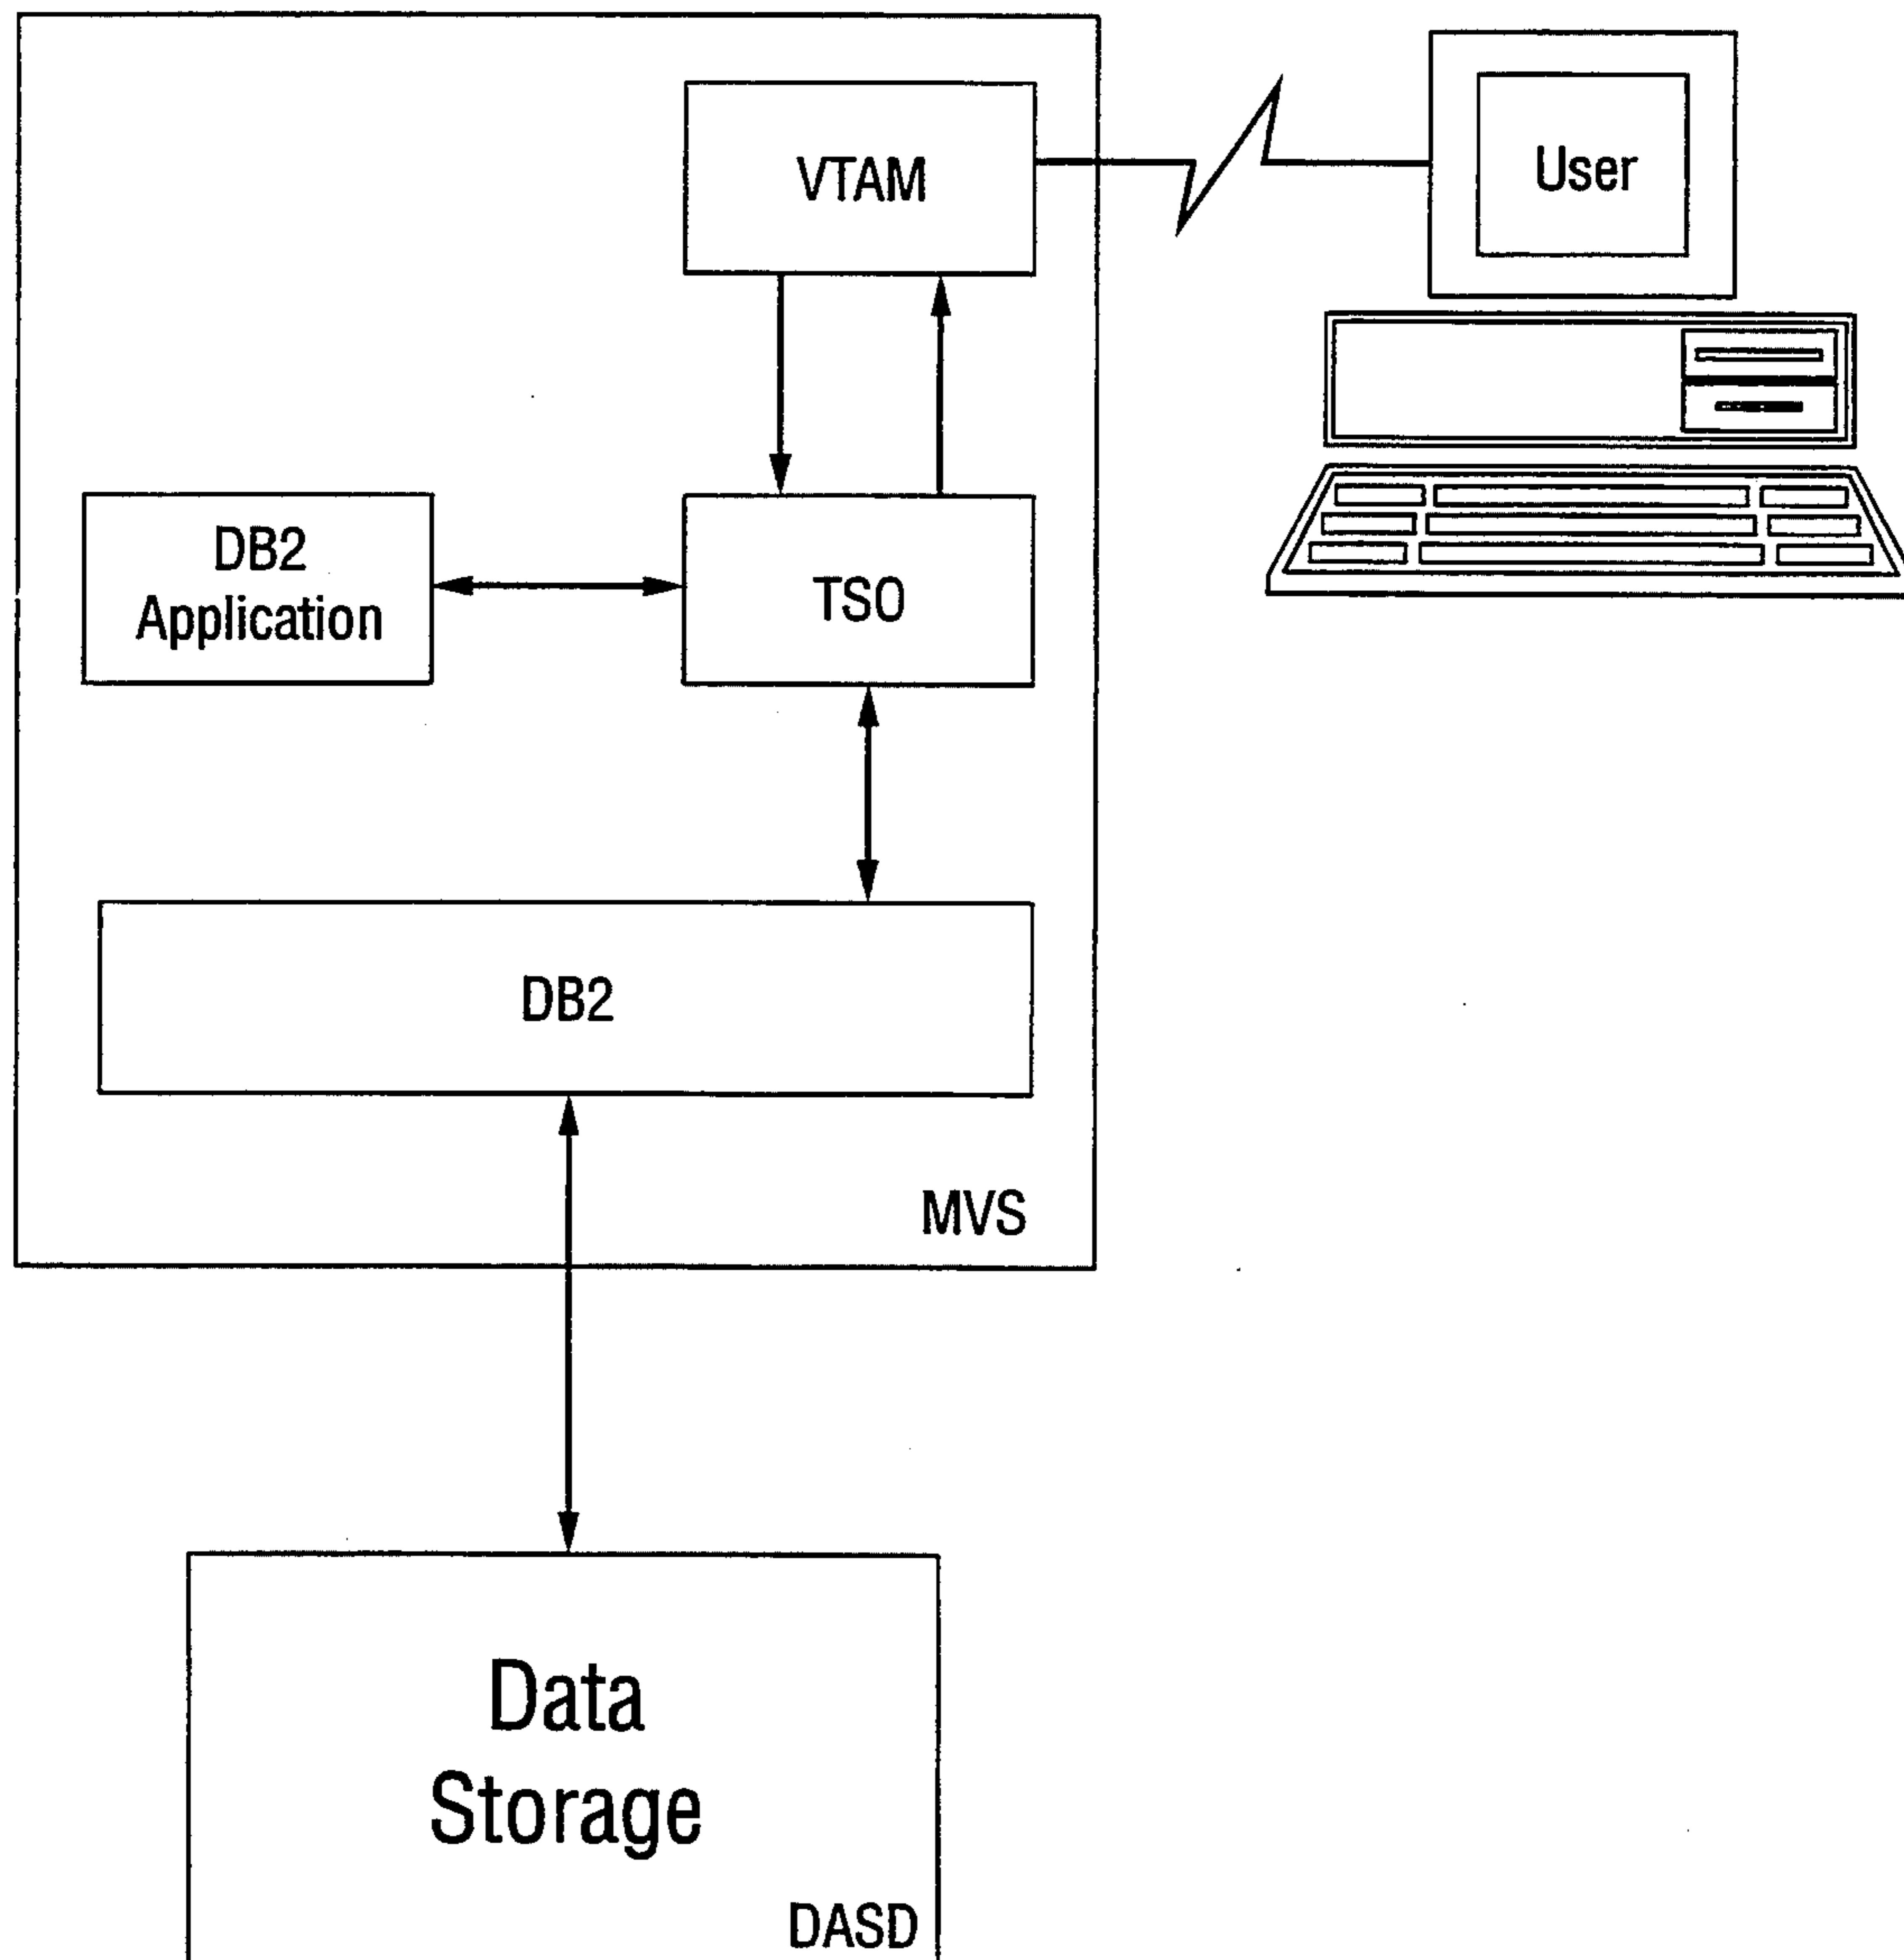 VTAM
User
DB2
Application
TSO
DB2
MVS
Data
Storage
DASD